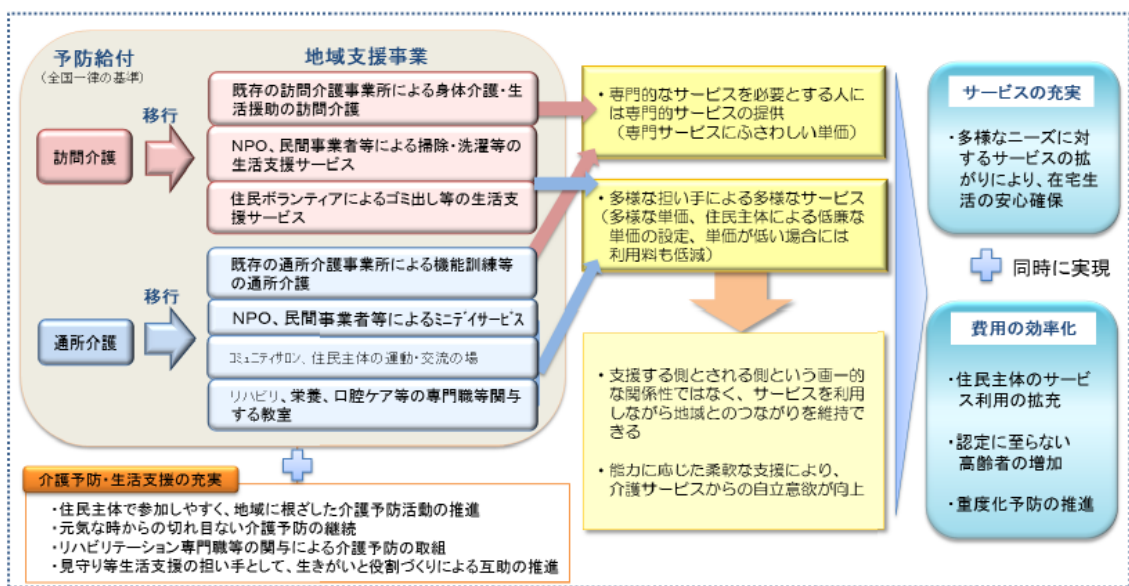 予防給付
(全国一律の基準)
地域支援事業
移行
訪問介護
既存の訪問介護事業所による身体介護・生
活援助の訪問介護
NPO、民間事業者等による掃除・洗濯等の
生活支援サービス
住民ボランティアによるゴミ出し等の生活支
援サービス
移行
通所介護
既存の通所介護事業所による機能訓練等
の通所介護
NPO、民間事業者等によるミニデイサービス
コミュニティサロン、住民主体の運動・交流の場
リハビリ、栄養、口腔ケア等の専門職等関与
する教室
介護予防・生活支援の充実
・住民主体で参加しやすく、地域に根ざした介護予防活動の推進
・元気な時からの切れ目ない介護予防の継続
・リハビリテーション専門職等の関与による介護予防の取組
・見守り等生活支援の担い手として、生きがいと役割づくりによる互助の推進
・専門的なサービスを必要とする人に
は専門的サービスの提供
(専門サービスにふさわしい単価)
・多様な担い手による多様なサービス
(多様な単価、住民主体による低廉な
単価の設定、単価が低い場合には
利用料も低減)
・支援する側とされる側という画一的
な関係性ではなく、サービスを利用
しながら地域とのつながりを維持で
きる
・能力に応じた柔軟な支援により、
介護サービスからの自立意欲が向上
サービスの充実
・多様なニーズに対
するサービスの拡
がりにより、在宅生
活の安心確保
同時に実現
費用の効率化
・住民主体のサービ
ス利用の拡充
・認定に至らない
高齢者の増加
・重度化予防の推進